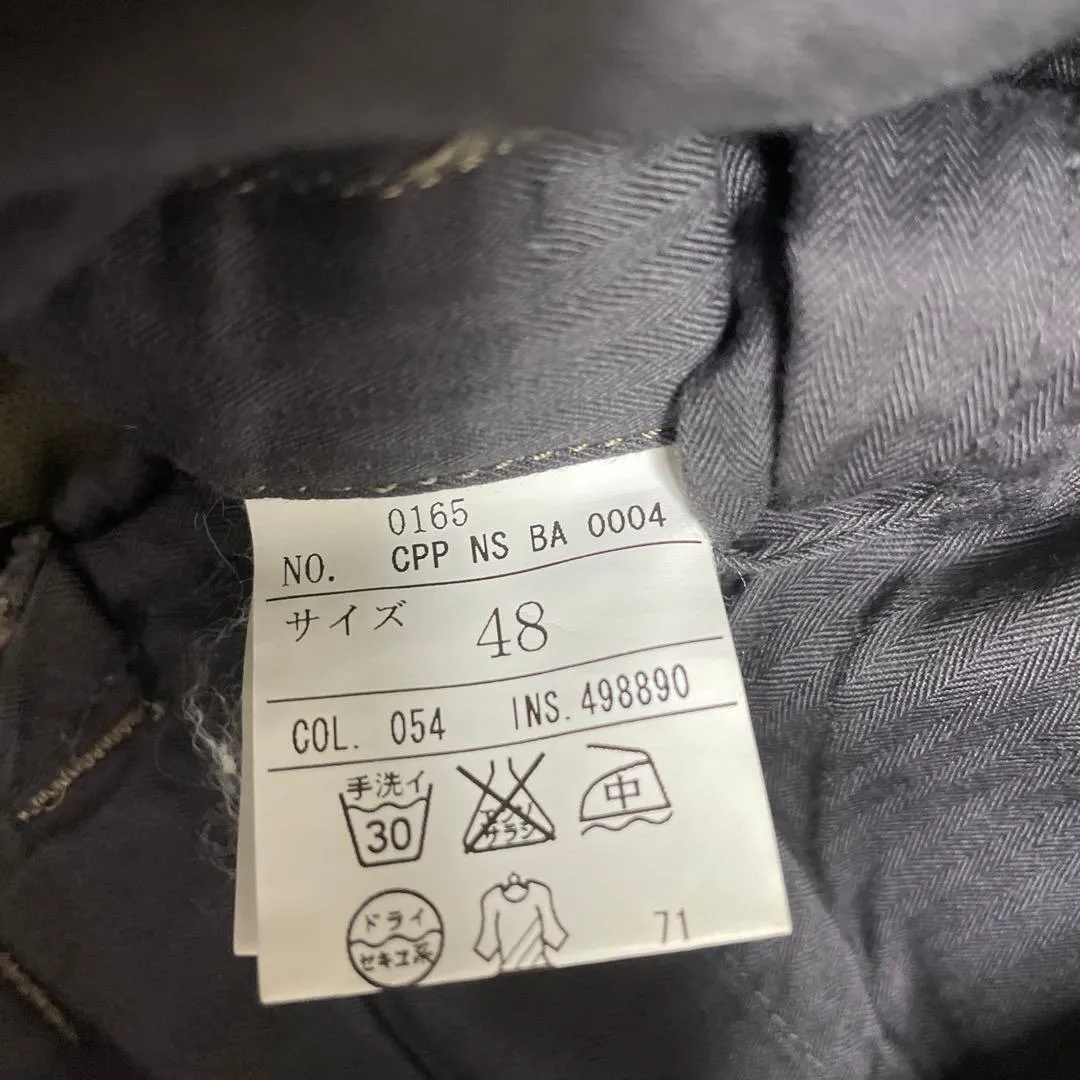 0165
NO. CPP NS BA 0004
サイズ 48
COL. 054 INS. 498890
手洗イ
30
エンソ
サラシ
中
ドライ
セキユ系
71